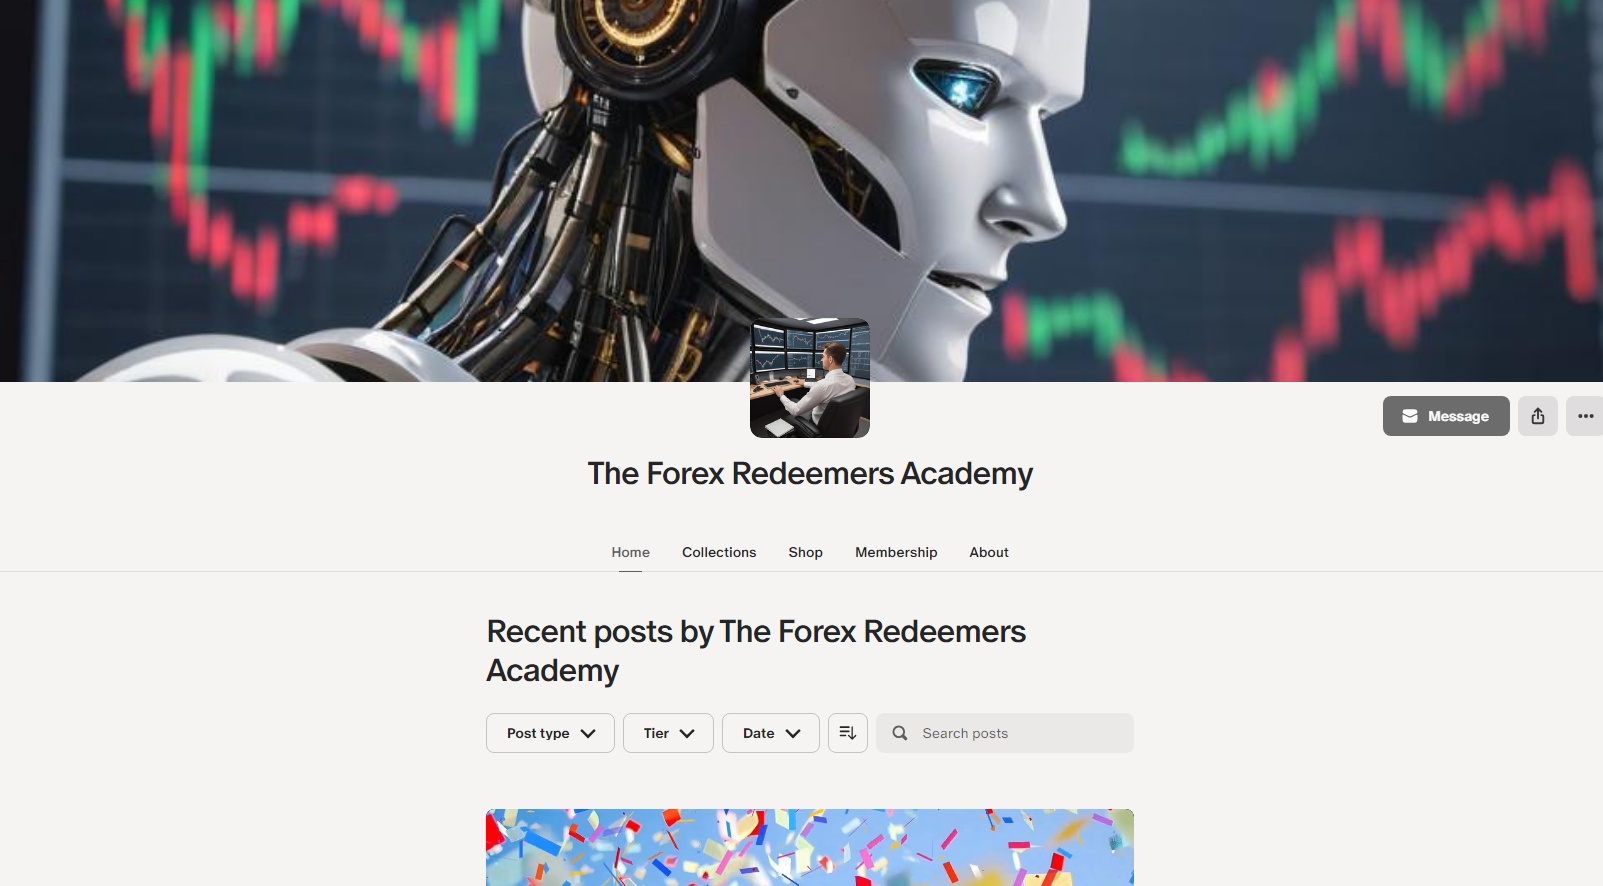 Message
The Forex Redeemers Academy
Home Collections Shop Membership About
Recent posts by The Forex Redeemers
Academy
Post type Tier Date Search posts